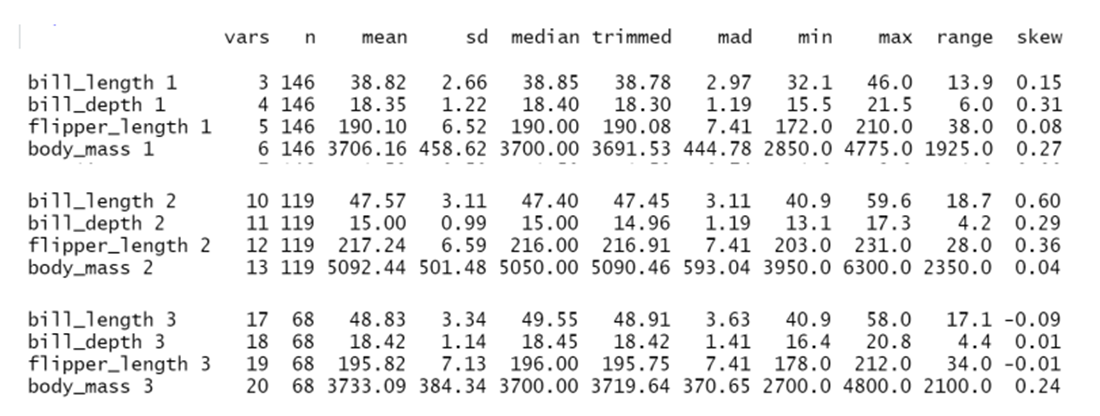 vars n mean sd median trimmed mad min max range skew
bill_length 1 3 146 38.82 2.66 38.85 38.78 2.97 32.1 46.0 13.9 0.15
bill_depth 1 4 146 18.35 1.22 18.40 18.30 1.19 15.5 21.5 6.0 0.31
flipper_length 1 5 146 190.10 6.52 190.00 190.08 7.41 172.0 210.0 38.0 0.08
body_mass 1 6 146 3706.16 458.62 3700.00 3691.53 444.78 2850.0 4775.0 1925.0 0.27
bill_length 2 10 119 47.57 3.11 47.40 47.45 3.11 40.9 59.6 18.7 0.60
bill_depth 2 11 119 15.00 0.99 15.00 14.96 1.19 13.1 17.3 4.2 0.29
flipper_length 2 12 119 217.24 6.59 216.00 216.91 7.41 203.0 231.0 28.0 0.36
body_mass 2 13 119 5092.44 501.48 5050.00 5090.46 593.04 3950.0 6300.0 2350.0 0.04
bill_length 3 17 68 48.83 3.34 49.55 48.91 3.63 40.9 58.0 17.1 -0.09
bill_depth 3 18 68 18.42 1.14 18.45 18.42 1.41 16.4 20.8 4.4 0.01
flipper_length 3 19 68 195.82 7.13 196.00 195.75 7.41 178.0 212.0 34.0 -0.01
body_mass 3 20 68 3733.09 384.34 3700.00 3719.64 370.65 2700.0 4800.0 2100.0 0.24